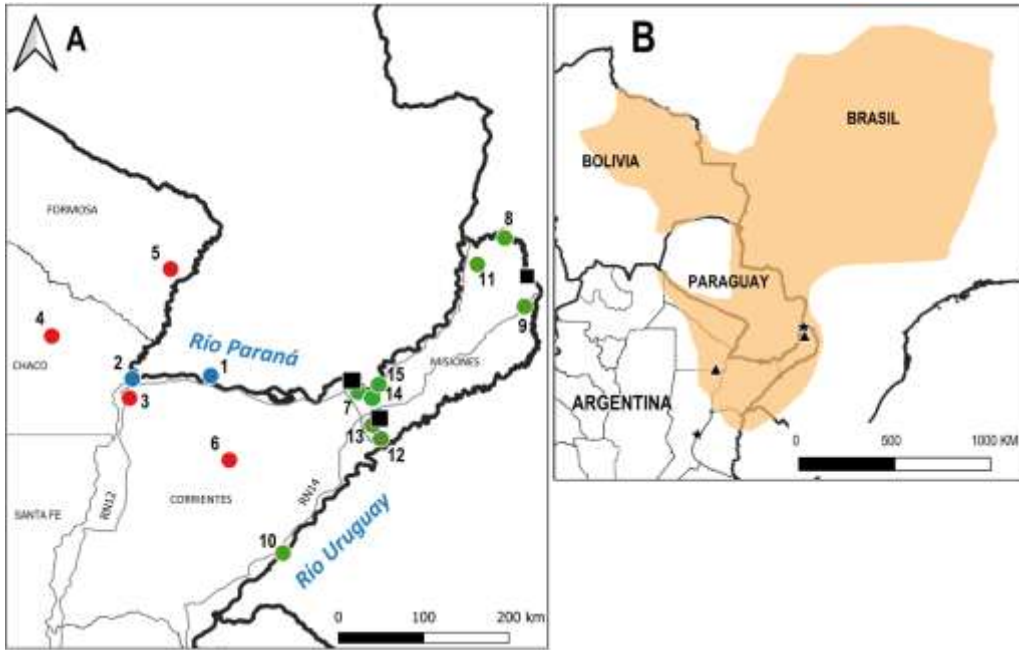 A
FORMOSA
8
5
11
4
9
Río Paraná
MISIONES
CHACO
2
1
15
7
14
3
13
12
6
CORRIENTES
RN14
RN12
SANTA FE
10
Río Uruguay
0 100 200 km
B
BRASIL
BOLIVIA
PARAGUAY
ARGENTINA
0 500 1000 KM